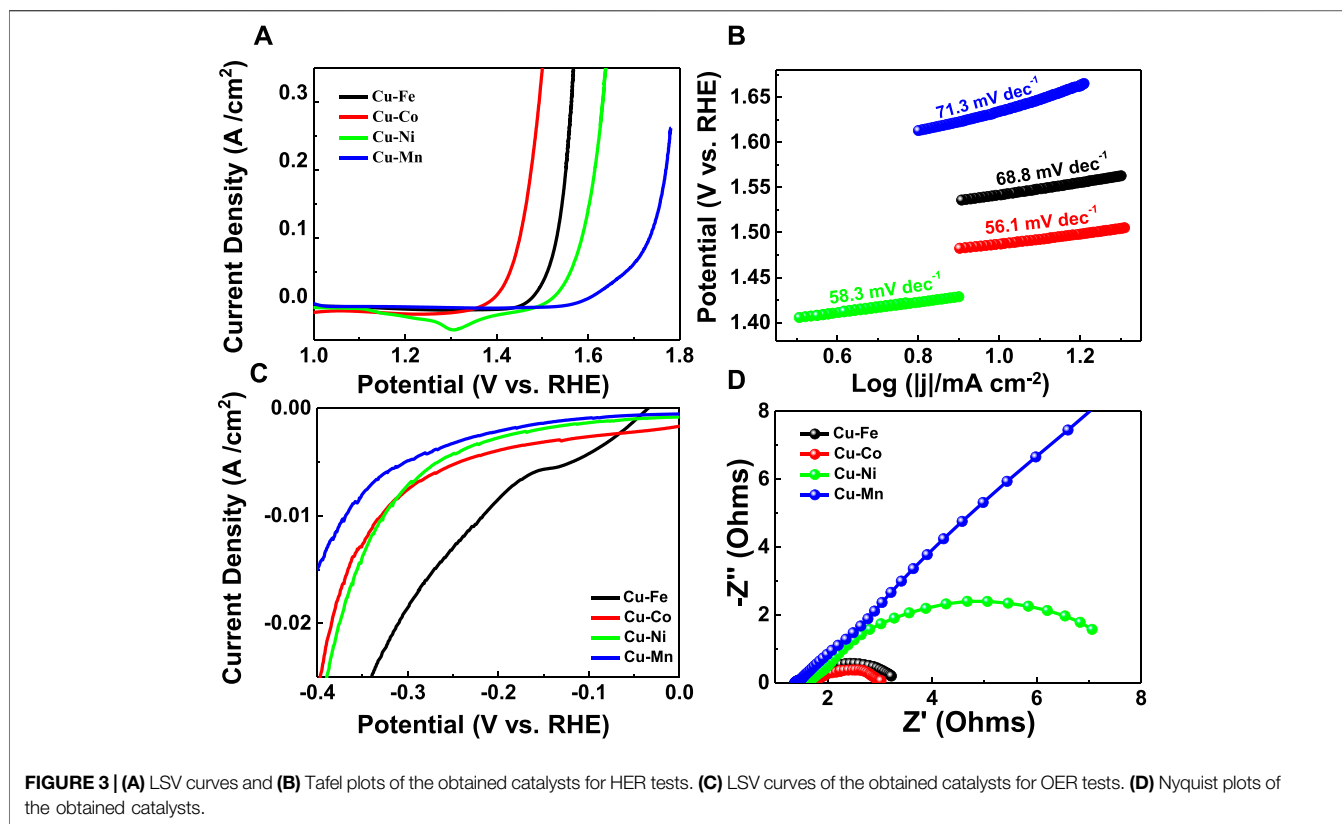 A
Current Density (A /cm²)
0.3
0.2
0.1
0.0
Cu-Fe
Cu-Co
Cu-Ni
Cu-Mn
1.0 1.2 1.4 1.6 1.8
Potential (V vs. RHE)
B
Potential (V vs. RHE)
1.65
1.60
1.55
1.50
1.45
1.40
71.3 mV dec⁻¹
68.8 mV dec⁻¹
56.1 mV dec⁻¹
58.3 mV dec⁻¹
0.6 0.8 1.0 1.2
Log (|j|/mA cm⁻²)
C
Current Density (A /cm²)
0.00
-0.01
-0.02
Cu-Fe
Cu-Co
Cu-Ni
Cu-Mn
-0.4 -0.3 -0.2 -0.1 0.0
Potential (V vs. RHE)
D
-Z'' (Ohms)
8
6
4
2
0
Cu-Fe
Cu-Co
Cu-Ni
Cu-Mn
2 4 6 8
Z' (Ohms)
FIGURE 3 | (A) LSV curves and (B) Tafel plots of the obtained catalysts for HER tests. (C) LSV curves of the obtained catalysts for OER tests. (D) Nyquist plots of
the obtained catalysts.